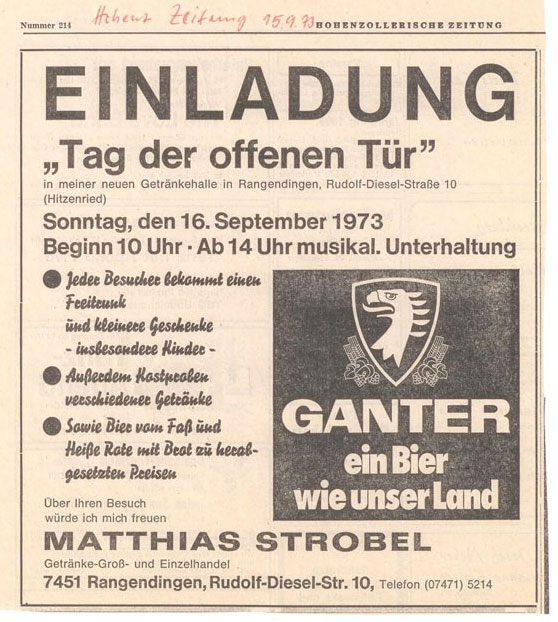 Nummer 214
Hohenz Zeitung 15.9.73
HOHENZOLLERISCHE ZEITUNG
EINLADUNG
„Tag der offenen Tür”
in meiner neuen Getränkehalle in Rangendingen, Rudolf-Diesel-Straße 10
(Hitzenried)
Sonntag, den 16. September 1973
Beginn 10 Uhr · Ab 14 Uhr musikal. Unterhaltung
● Jeder Besucher bekommt einen
Freitrunk
und kleinere Geschenke
- insbesondere Kinder -
● Außerdem Kostproben
verschiedener Getränke
● Sowie Bier vom Faß und
Heiße Rote mit Brot zu herab-
gesetzten Preisen
GANTER
ein Bier
wie unser Land
Über Ihren Besuch
würde ich mich freuen
MATTHIAS STROBEL
Getränke-Groß- und Einzelhandel
7451 Rangendingen, Rudolf-Diesel-Str. 10, Telefon (07471) 5214